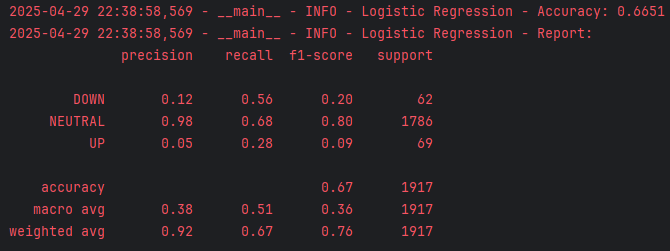 2025-04-29 22:38:58,569 - __main__ - INFO - Logistic Regression - Accuracy: 0.6651
2025-04-29 22:38:58,569 - __main__ - INFO - Logistic Regression - Report:
              precision    recall  f1-score   support

        DOWN       0.12      0.56      0.20        62
     NEUTRAL       0.98      0.68      0.80      1786
          UP       0.05      0.28      0.09        69

    accuracy                           0.67      1917
   macro avg       0.38      0.51      0.36      1917
weighted avg       0.92      0.67      0.76      1917